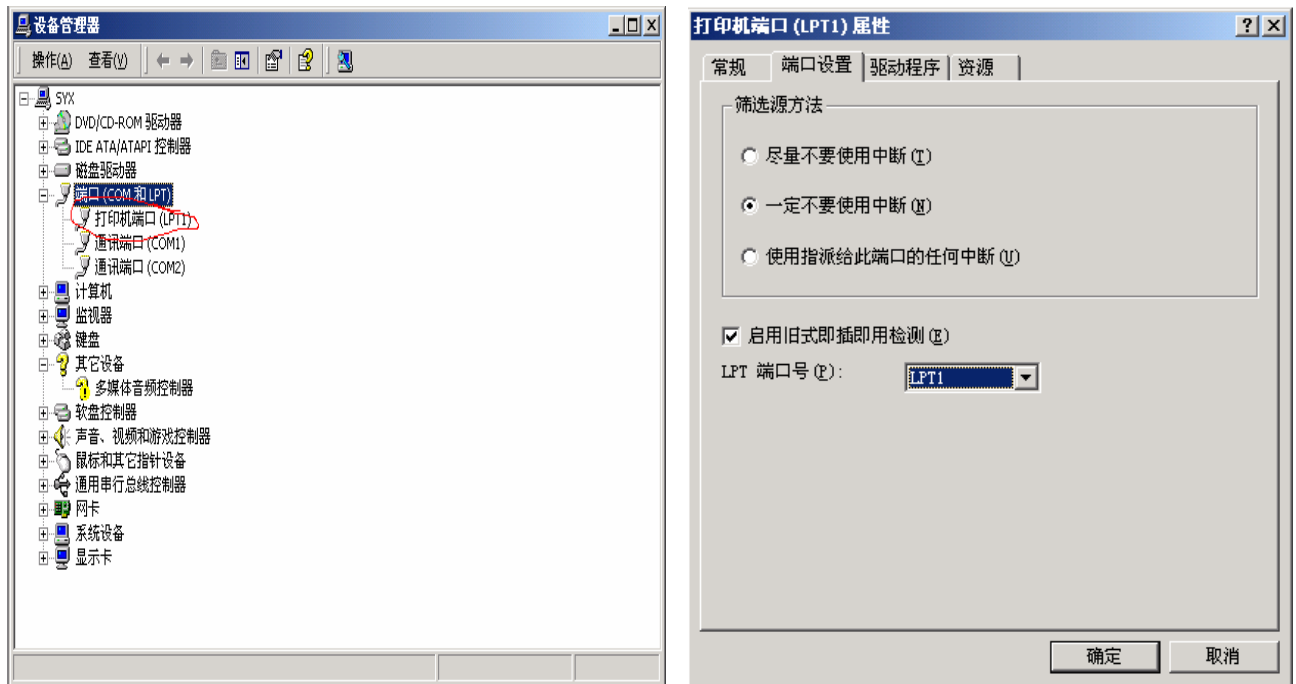 设备管理器
操作(A) 查看(V)
SYX
DVD/CD-ROM 驱动器
IDE ATA/ATAPI 控制器
磁盘驱动器
端口 (COM 和 LPT)
打印机端口 (LPT1)
通讯端口 (COM1)
通讯端口 (COM2)
计算机
监视器
键盘
其它设备
多媒体音频控制器
软盘控制器
声音、视频和游戏控制器
鼠标和其它指针设备
通用串行总线控制器
网卡
系统设备
显示卡
打印机端口 (LPT1) 属性
常规 端口设置 驱动程序 资源
筛选源方法
尽量不要使用中断(T)
一定不要使用中断(N)
使用指派给此端口的任何中断(U)
启用旧式即插即用检测(E)
LPT 端口号(P): LPT1
确定 取消